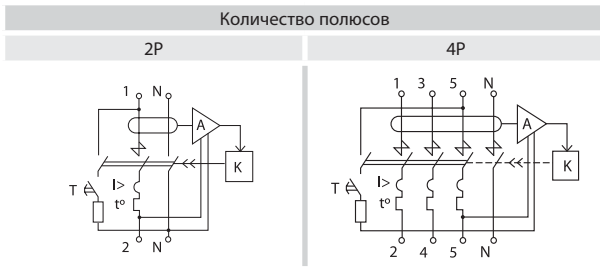 Количество полюсов
2P 4P
1 N
A
K
T
I>
t°
2 N
1 3 5 N
A
K
T
I>
t°
2 4 5 N